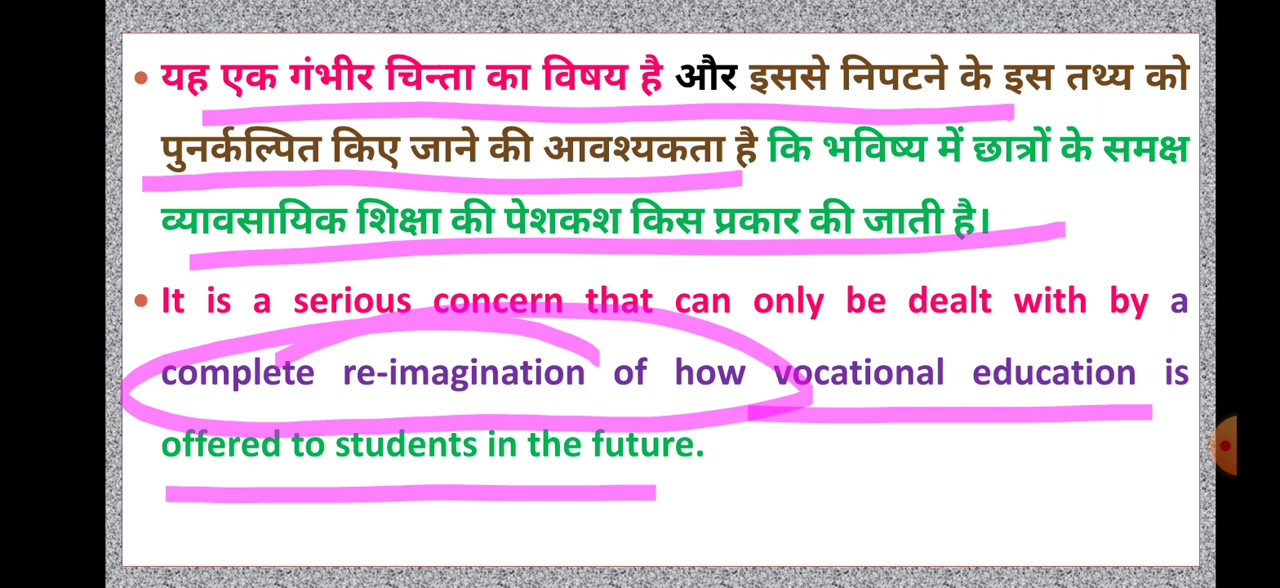 • यह एक गंभीर चिन्ता का विषय है और इससे निपटने के इस तथ्य को
पुनर्कल्पित किए जाने की आवश्यकता है कि भविष्य में छात्रों के समक्ष
व्यावसायिक शिक्षा की पेशकश किस प्रकार की जाती है।
• It is a serious concern that can only be dealt with by a
complete re-imagination of how vocational education is
offered to students in the future.